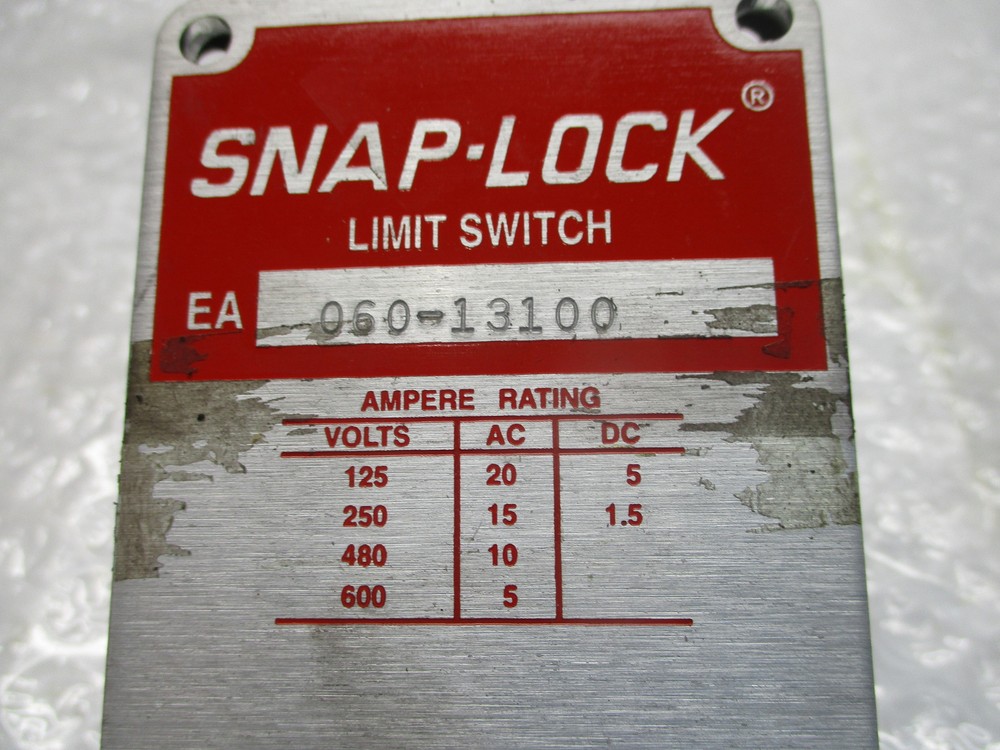 SNAP-LOCK®
LIMIT SWITCH
EA 060-13100
AMPERE RATING
VOLTS AC DC
125 20 5
250 15 1.5
480 10
600 5